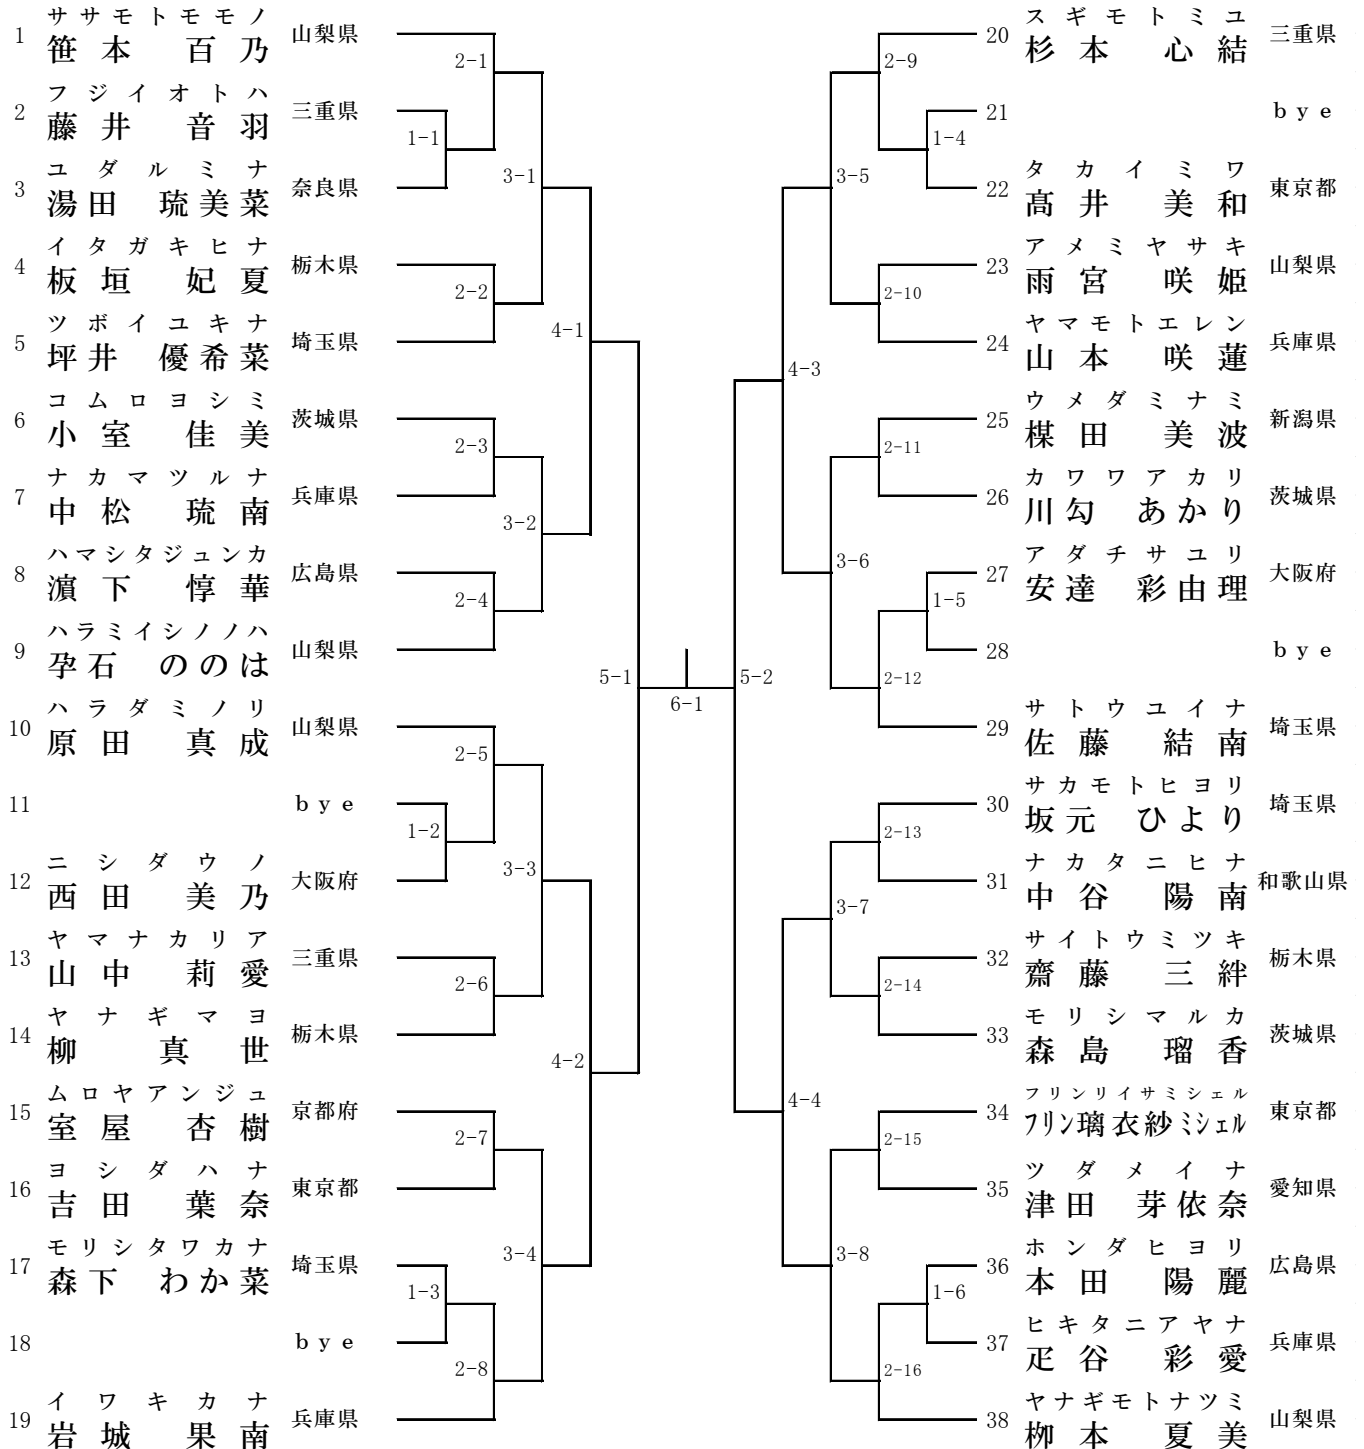 ササモトモモノ
1 笹本 百乃 山梨県
フジイオトハ
2 藤井 音羽 三重県
ユダルミナ
3 湯田 琉美菜 奈良県
イタガキヒナ
4 板垣 妃夏 栃木県
ツボイユキナ
5 坪井 優希菜 埼玉県
コムロヨシミ
6 小室 佳美 茨城県
ナカマツルナ
7 中松 琉南 兵庫県
ハマシタジュンカ
8 濵下 惇華 広島県
ハラミイシノノハ
9 孕石 ののは 山梨県
ハラダミノリ
10 原田 真成 山梨県
11 bye
ニシダウノ
12 西田 美乃 大阪府
ヤマナカリア
13 山中 莉愛 三重県
ヤナギマヨ
14 柳 真世 栃木県
ムロヤアンジュ
15 室屋 杏樹 京都府
ヨシダハナ
16 吉田 葉奈 東京都
モリシタワカナ
17 森下 わか菜 埼玉県
18 bye
イワキカナ
19 岩城 果南 兵庫県
2-1
1-1
3-1
2-2
4-1
2-3
3-2
2-4
5-1
2-5
1-2
3-3
2-6
4-2
2-7
3-4
1-3
2-8
6-1
5-2
2-9
1-4
3-5
2-10
4-3
2-11
3-6
1-5
2-12
2-13
3-7
2-14
4-4
2-15
3-8
1-6
2-16
スギモトミユ
20 杉本 心結 三重県
21 bye
タカイミワ
22 髙井 美和 東京都
アメミヤサキ
23 雨宮 咲姫 山梨県
ヤマモトエレン
24 山本 咲蓮 兵庫県
ウメダミナミ
25 楳田 美波 新潟県
カワワアカリ
26 川勾 あかり 茨城県
アダチサユリ
27 安達 彩由理 大阪府
28 bye
サトウユイナ
29 佐藤 結南 埼玉県
サカモトヒヨリ
30 坂元 ひより 埼玉県
ナカタニヒナ
31 中谷 陽南 和歌山県
サイトウミツキ
32 齋藤 三絆 栃木県
モリシマルカ
33 森島 瑠香 茨城県
フリンリイサミシェル
34 フリン璃衣紗ミシェル 東京都
ツダメイナ
35 津田 芽依奈 愛知県
ホンダヒヨリ
36 本田 陽麗 広島県
ヒキタニアヤナ
37 疋谷 彩愛 兵庫県
ヤナギモトナツミ
38 栁本 夏美 山梨県